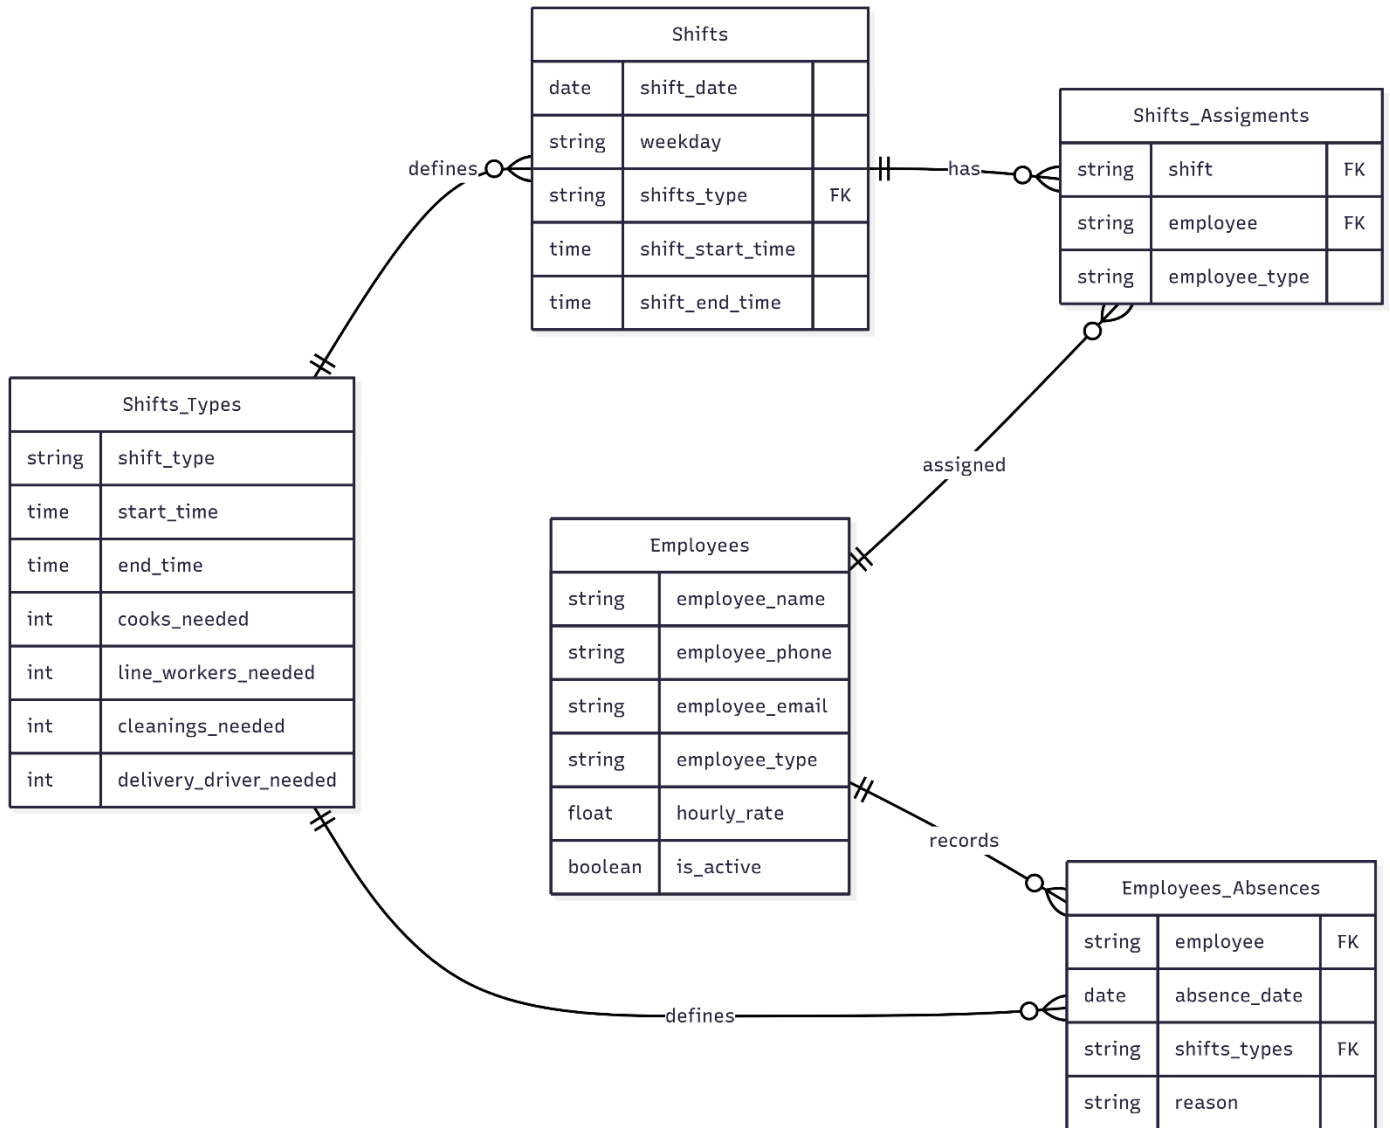 Shifts
date shift_date
string weekday
string shifts_type FK
time shift_start_time
time shift_end_time
defines
has
Shifts_Assigments
string shift FK
string employee FK
string employee_type
assigned
Shifts_Types
string shift_type
time start_time
time end_time
int cooks_needed
int line_workers_needed
int cleanings_needed
int delivery_driver_needed
Employees
string employee_name
string employee_phone
string employee_email
string employee_type
float hourly_rate
boolean is_active
records
defines
Employees_Absences
string employee FK
date absence_date
string shifts_types FK
string reason